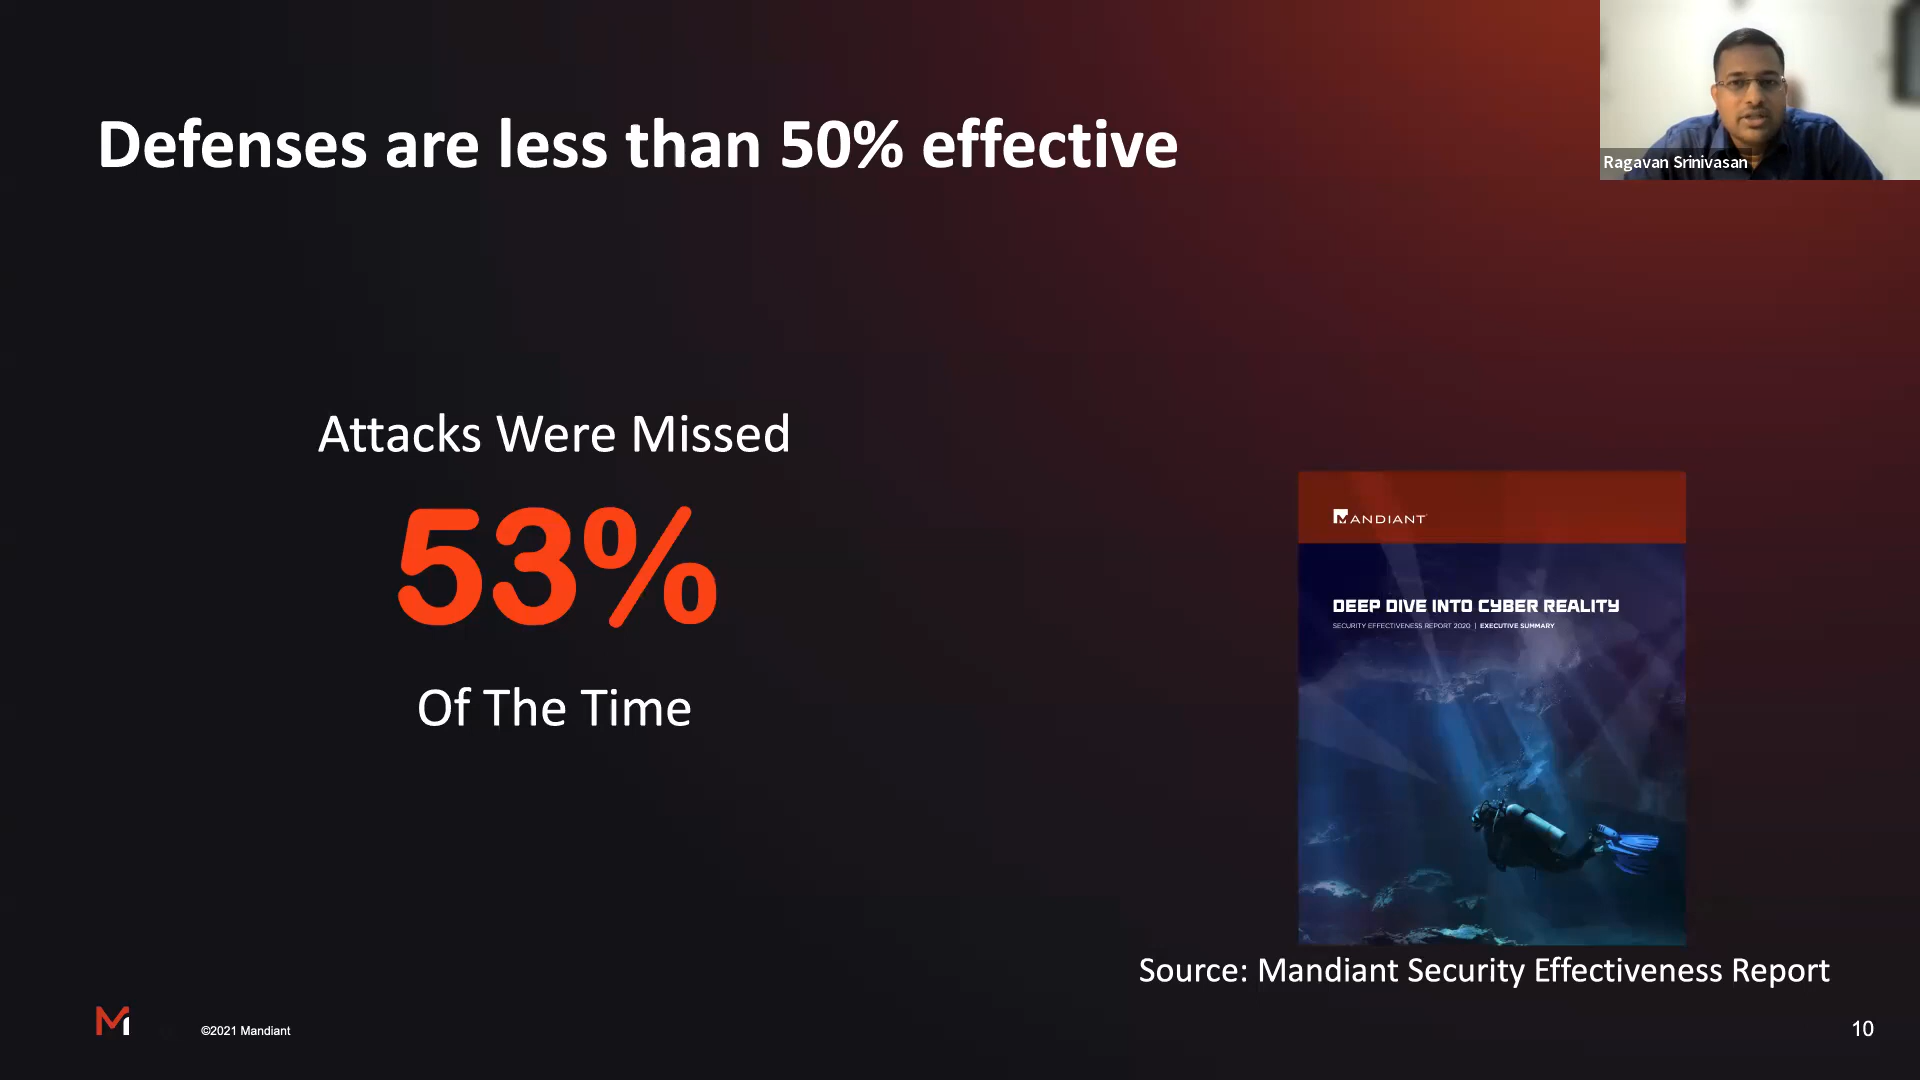 Defenses are less than 50% effective
Ragavan Srinivasan
Attacks Were Missed
53%
Of The Time
MANDIANT
DEEP DIVE INTO CYBER REALITY
SECURITY EFFECTIVENESS REPORT 2020 | EXECUTIVE SUMMARY
Source: Mandiant Security Effectiveness Report
©2021 Mandiant
10